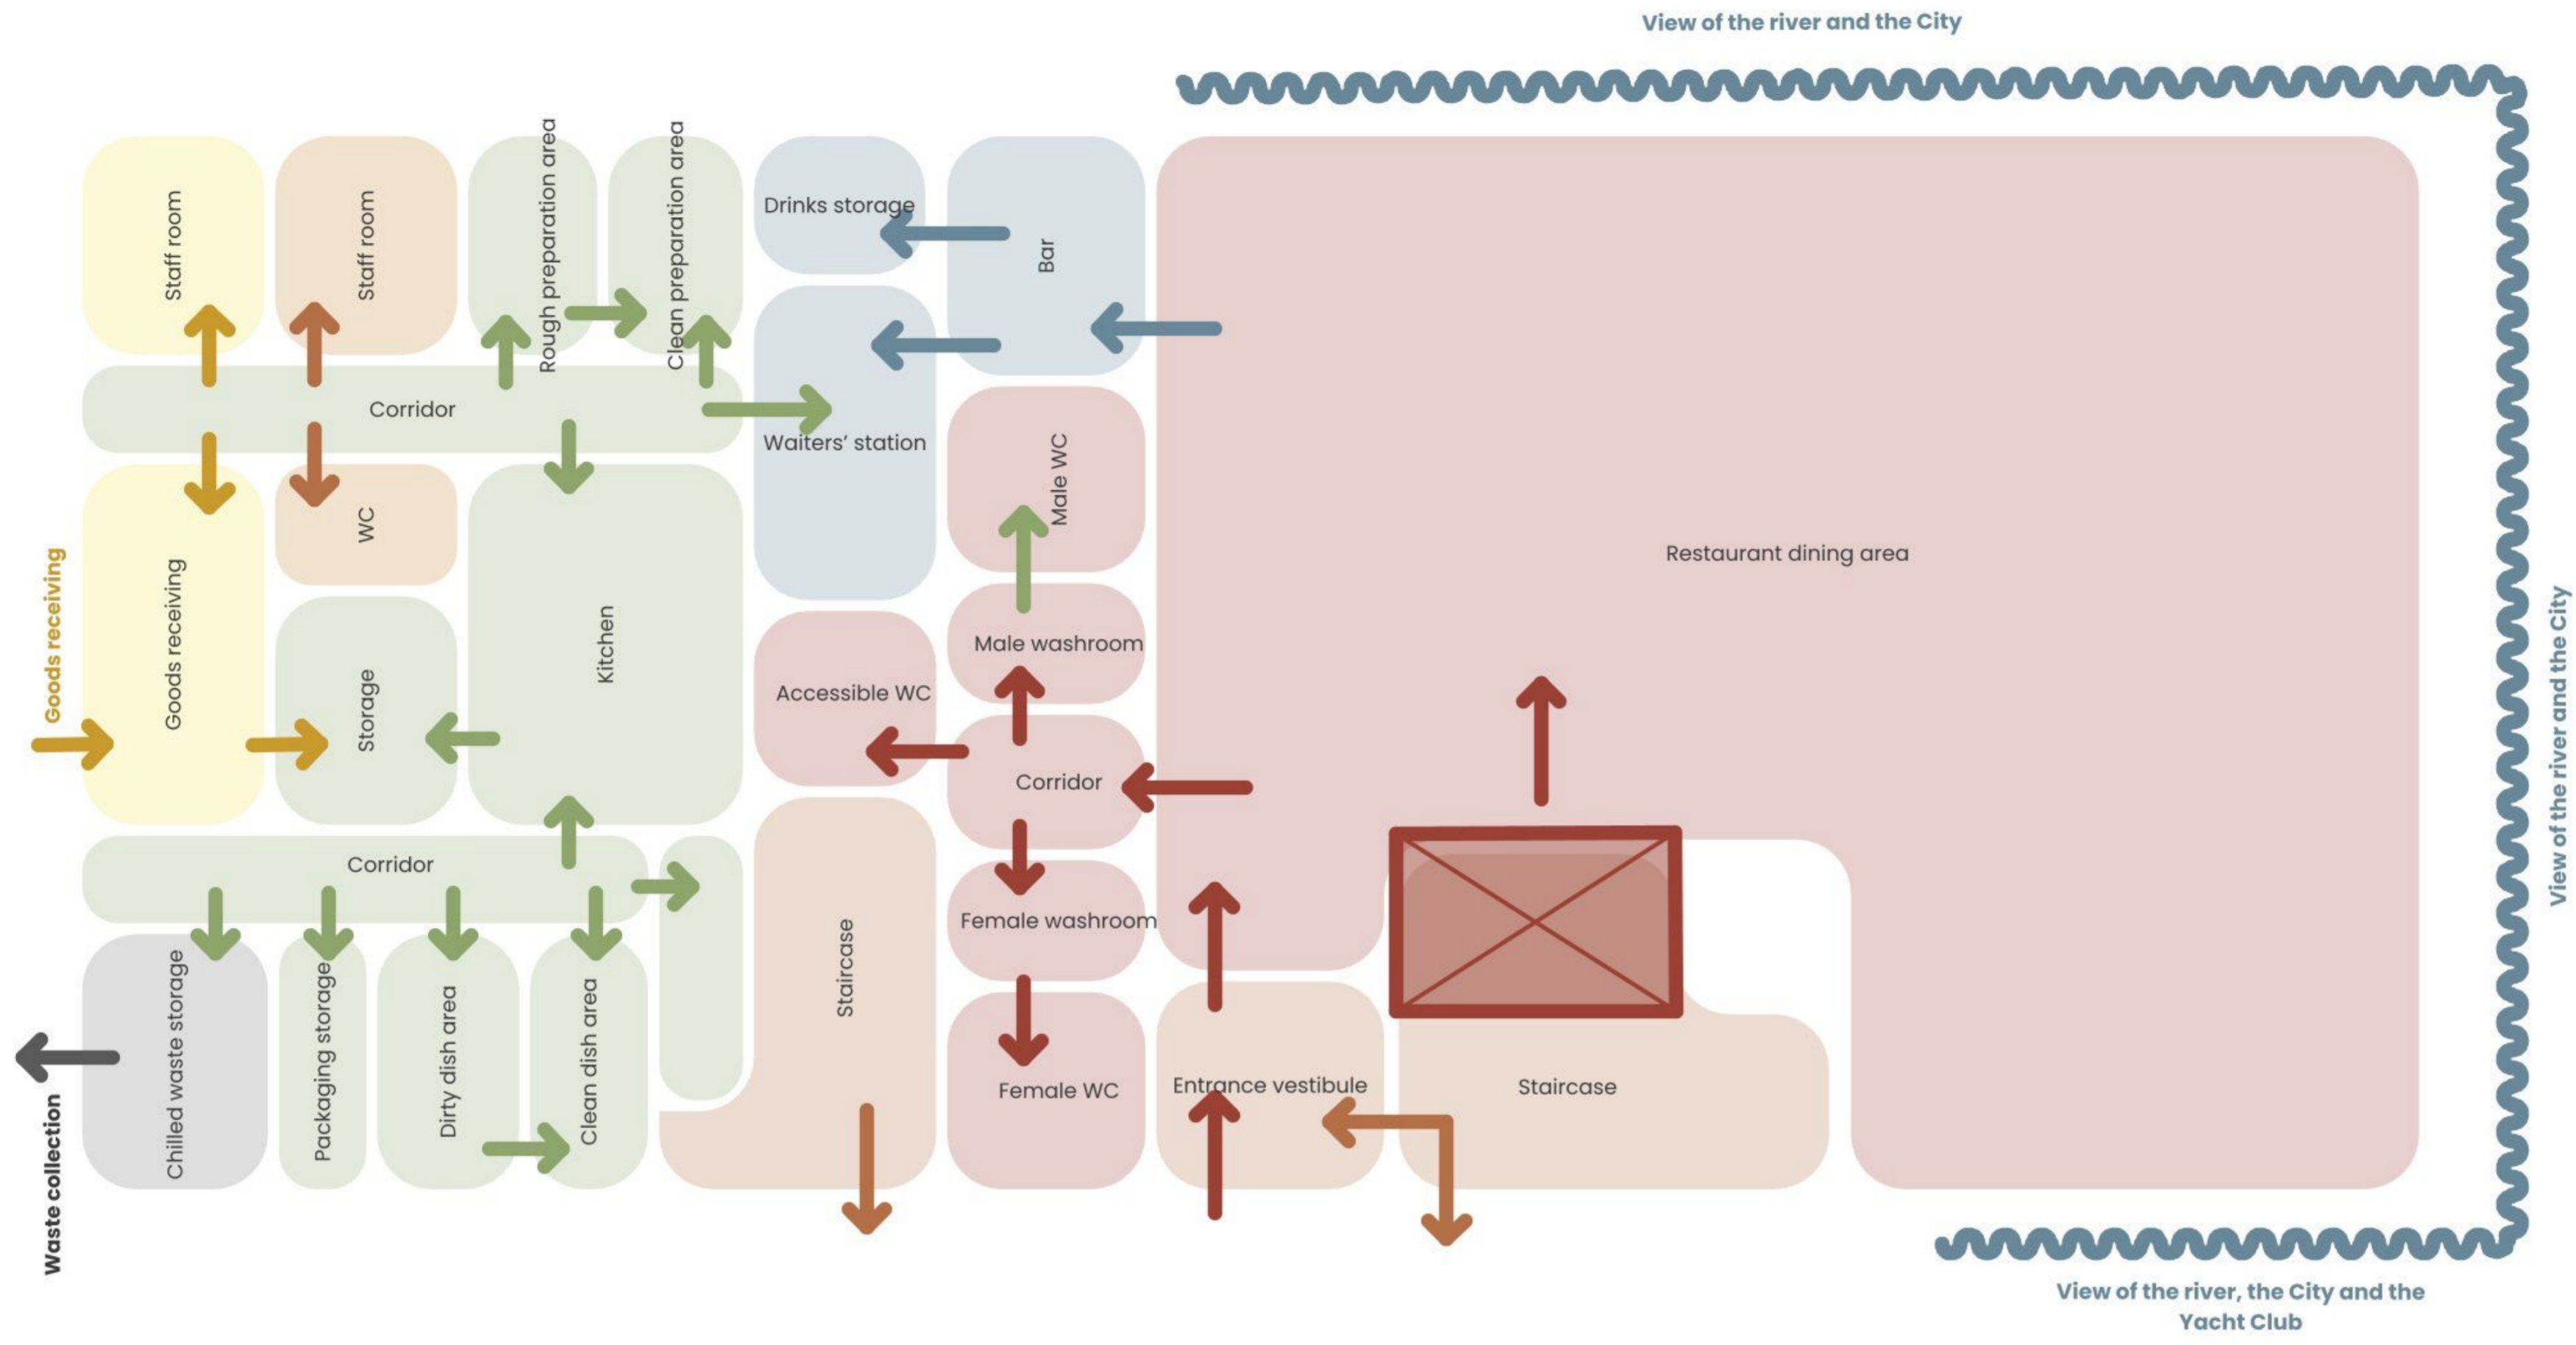 View of the river and the City
Staff room
Staff room
Rough preparation area
Clean preparation area
Drinks storage
Bar
Corridor
Waiters' station
Male WC
WC
Goods receiving
Goods receiving
Storage
Kitchen
Accessible WC
Male washroom
Corridor
Restaurant dining area
View of the river and the City
Corridor
Staircase
Female washroom
Chilled waste storage
Packaging storage
Dirty dish area
Clean dish area
Female WC
Entrance vestibule
Staircase
Waste collection
View of the river, the City and the
Yacht Club